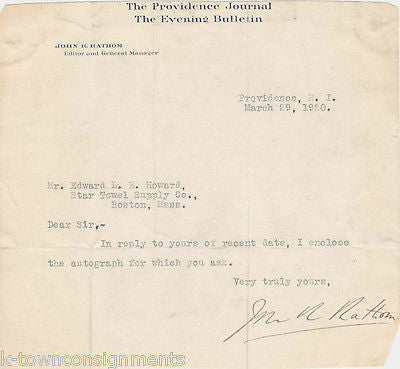 The Providence Journal
The Evening Bulletin
JOHN R. RATHOM
Editor and General Manager
Providence, R. I.
March 29, 1920.
Mr. Edward L. B. Howard,
Star Towel Supply Co.,
Boston, Mass.
Dear Sir,-
In reply to yours of recent date, I enclose
the autograph for which you ask.
Very truly yours,
Jno R Rathom
k-townconsignments